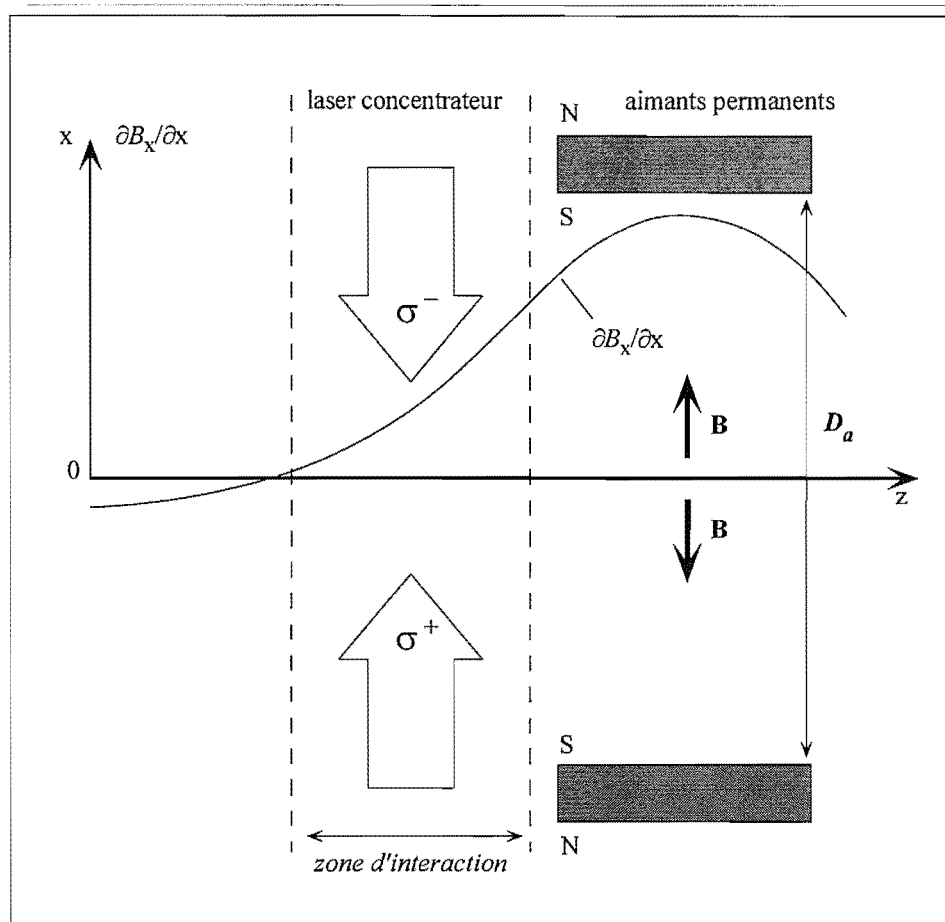 laser concentrateur
aimants permanents
x
∂Bx/∂x
N
S
σ⁻
∂Bx/∂x
B
Da
0
z
B
σ⁺
S
N
zone d'interaction